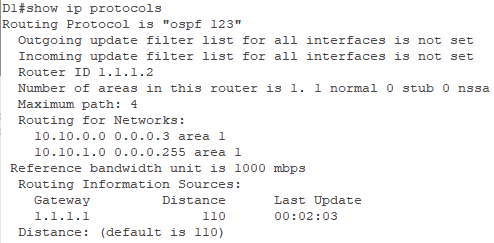 D1#show ip protocols
Routing Protocol is "ospf 123"
Outgoing update filter list for all interfaces is not set
Incoming update filter list for all interfaces is not set
Router ID 1.1.1.2
Number of areas in this router is 1. 1 normal 0 stub 0 nssa
Maximum path: 4
Routing for Networks:
10.10.0.0 0.0.0.3 area 1
10.10.1.0 0.0.0.255 area 1
Reference bandwidth unit is 1000 mbps
Routing Information Sources:
Gateway Distance Last Update
1.1.1.1 110 00:02:03
Distance: (default is 110)